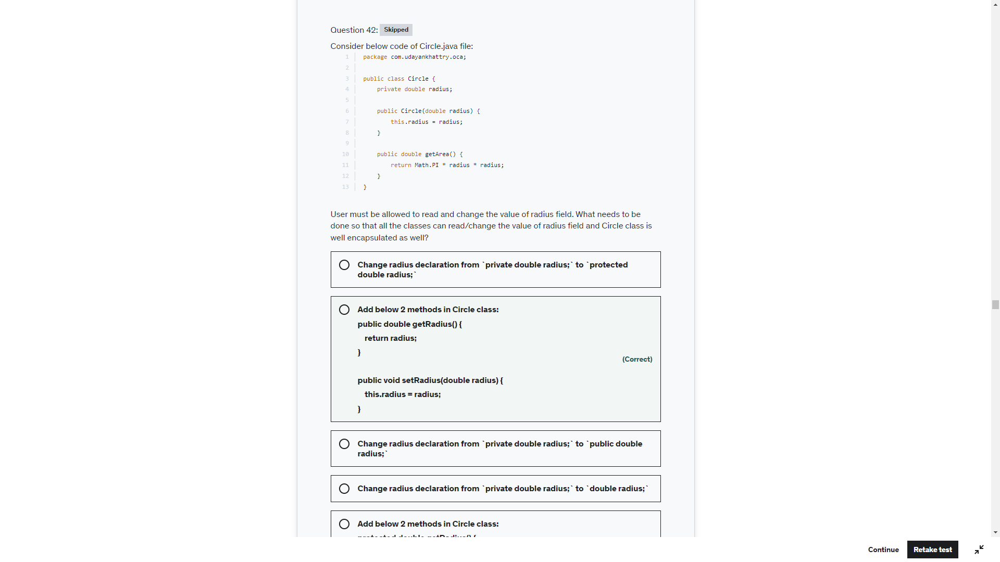 Question 42: Skipped
Consider below code of Circle.java file:
1 package com.udayankhattry.oca;
2
3 public class Circle {
4     private double radius;
5
6     public Circle(double radius) {
7         this.radius = radius;
8     }
9
10     public double getArea() {
11         return Math.PI * radius * radius;
12     }
13 }
User must be allowed to read and change the value of radius field. What needs to be
done so that all the classes can read/change the value of radius field and Circle class is
well encapsulated as well?
Change radius declaration from `private double radius;` to `protected
double radius;`
Add below 2 methods in Circle class:
public double getRadius() {
return radius;
}
(Correct)
public void setRadius(double radius) {
this.radius = radius;
}
Change radius declaration from `private double radius;` to `public double
radius;`
Change radius declaration from `private double radius;` to `double radius;`
Add below 2 methods in Circle class:
protected double getRadius() {
Continue Retake test